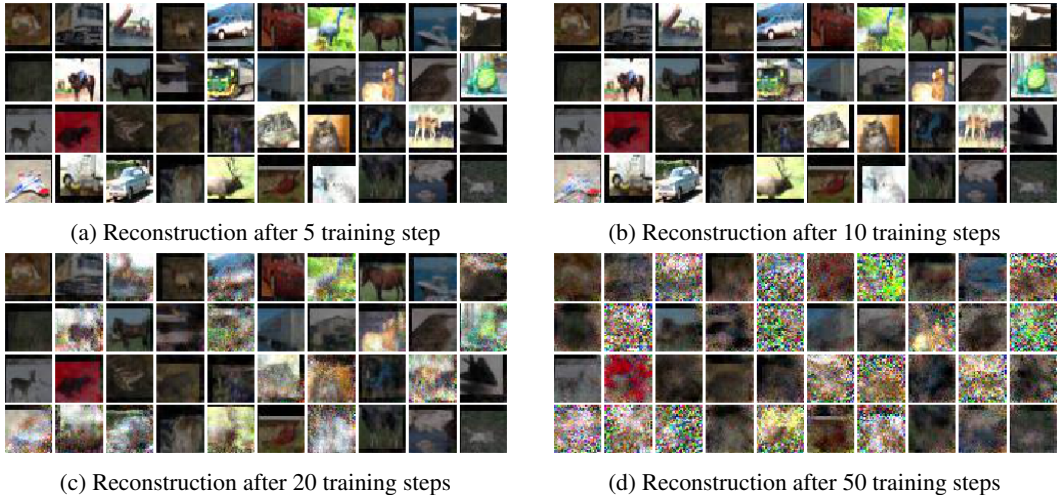 (a) Reconstruction after 5 training step
(b) Reconstruction after 10 training steps
(c) Reconstruction after 20 training steps
(d) Reconstruction after 50 training steps